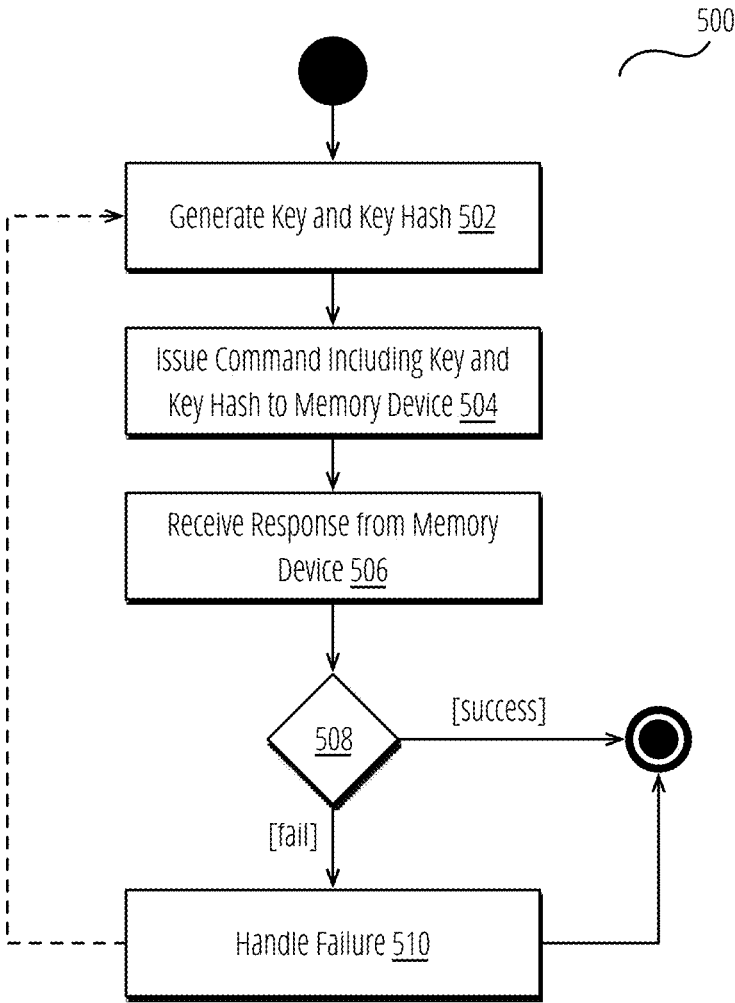 500
Generate Key and Key Hash 502
Issue Command Including Key and
Key Hash to Memory Device 504
Receive Response from Memory
Device 506
508
[success]
[fail]
Handle Failure 510